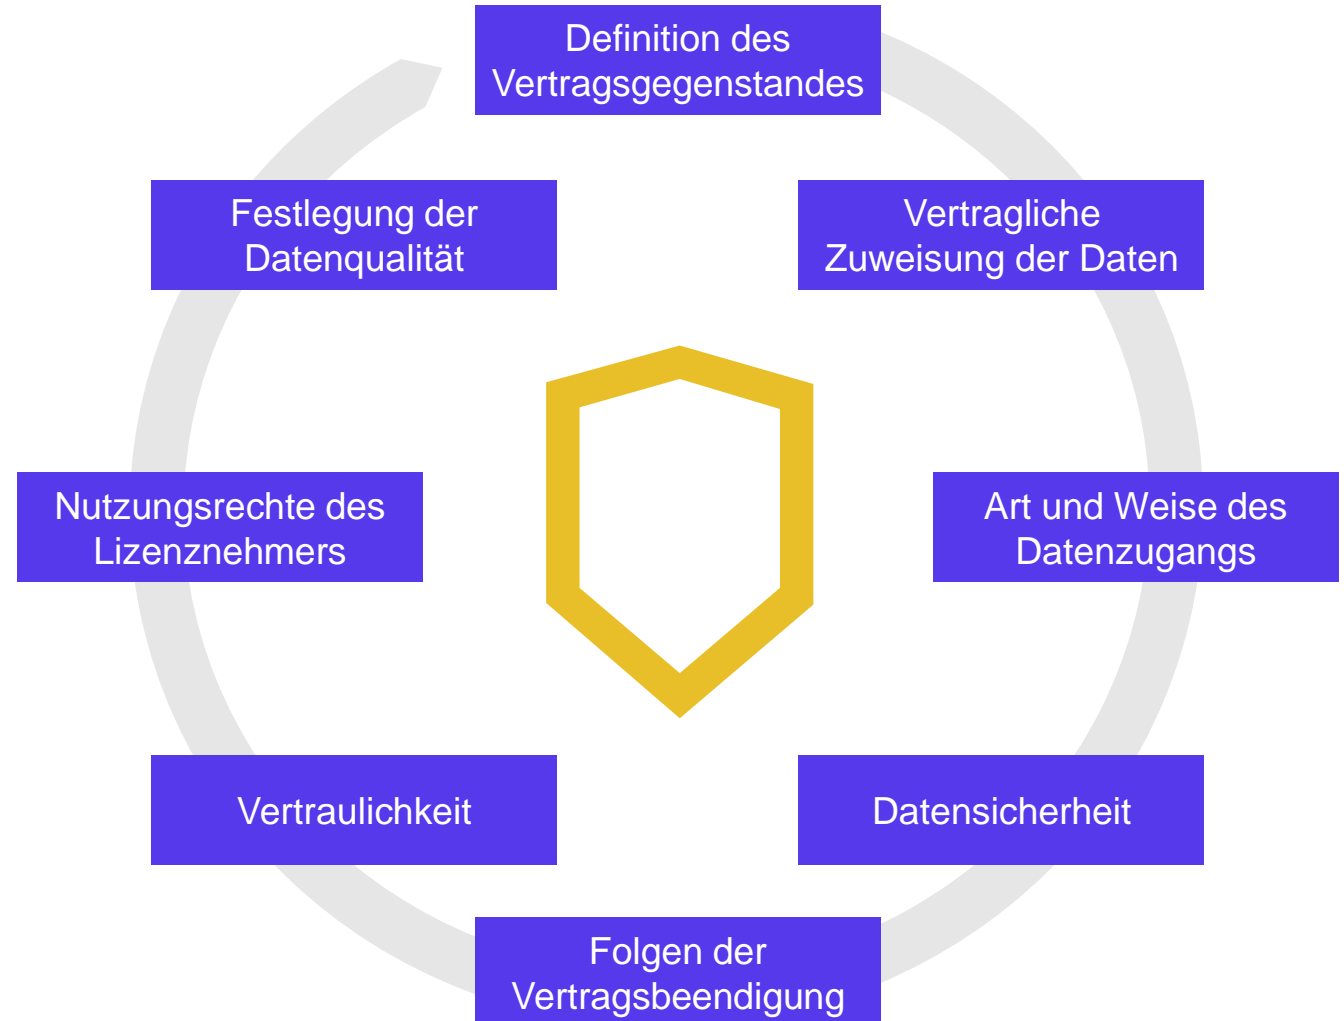 Definition des
Vertragsgegenstandes
Vertragliche
Zuweisung der Daten
Art und Weise des
Datenzugangs
Datensicherheit
Folgen der
Vertragsbeendigung
Vertraulichkeit
Nutzungsrechte des
Lizenznehmers
Festlegung der
Datenqualität